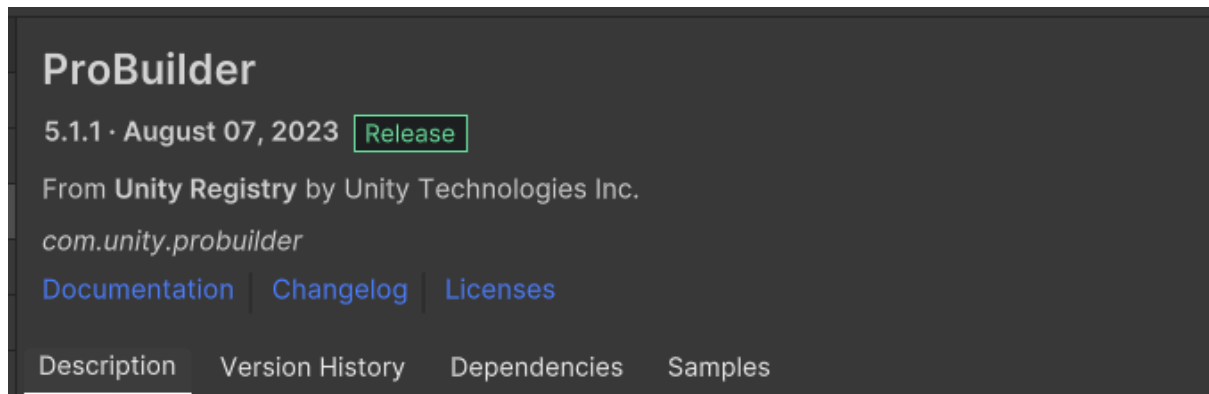 ProBuilder
5.1.1 · August 07, 2023 Release
From Unity Registry by Unity Technologies Inc.
com.unity.probuilder
Documentation Changelog Licenses
Description Version History Dependencies Samples